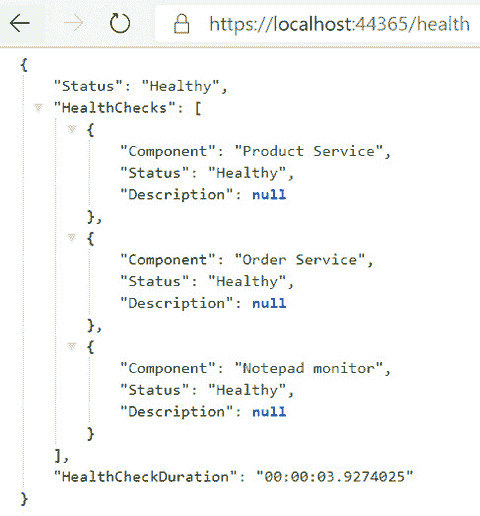 https://localhost:44365/health
{
"Status": "Healthy",
"HealthChecks": [
{
"Component": "Product Service",
"Status": "Healthy",
"Description": null
},
{
"Component": "Order Service",
"Status": "Healthy",
"Description": null
},
{
"Component": "Notepad monitor",
"Status": "Healthy",
"Description": null
}
],
"HealthCheckDuration": "00:00:03.9274025"
}